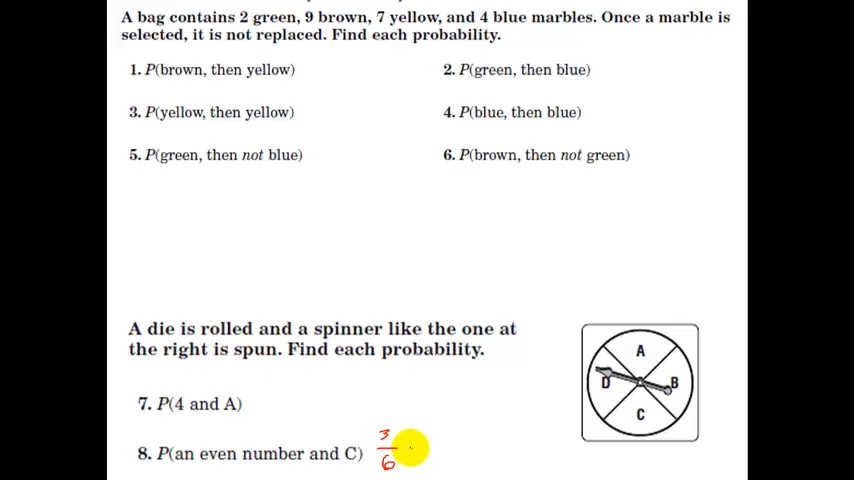 A bag contains 2 green, 9 brown, 7 yellow, and 4 blue marbles. Once a marble is
selected, it is not replaced. Find each probability.
1. P(brown, then yellow)
2. P(green, then blue)
3. P(yellow, then yellow)
4. P(blue, then blue)
5. P(green, then not blue)
6. P(brown, then not green)
A die is rolled and a spinner like the one at
the right is spun. Find each probability.
A
D
B
C
7. P(4 and A)
8. P(an even number and C) 3/6